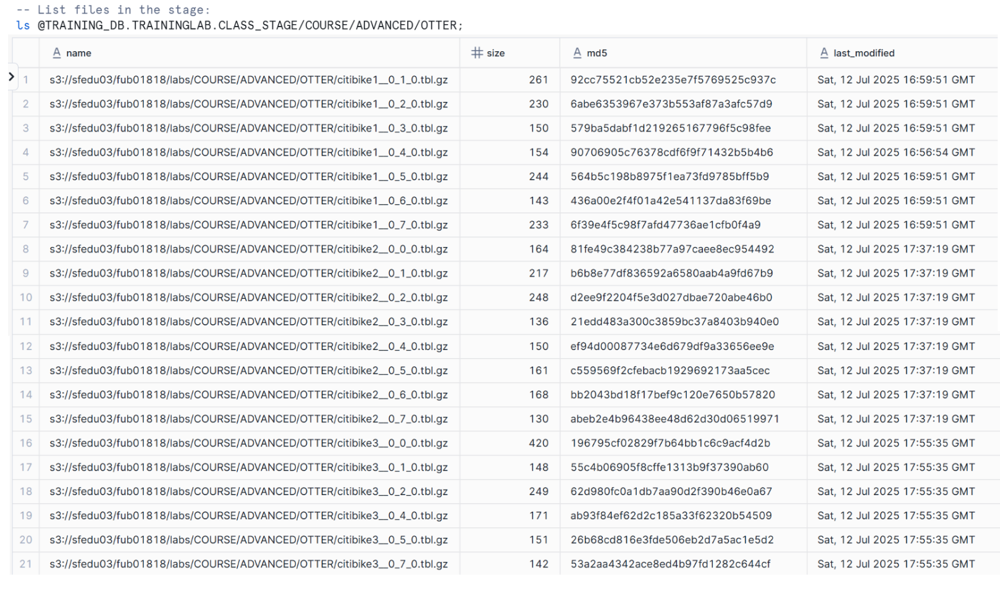 -- List files in the stage:
ls @TRAINING_DB.TRAININGLAB.CLASS_STAGE/COURSE/ADVANCED/OTTER;
A name # size A md5 A last_modified
1 s3://sfedu03/fub01818/labs/COURSE/ADVANCED/OTTER/citibike1__0_1_0.tbl.gz 261 92cc75521cb52e235e7f5769525c937c Sat, 12 Jul 2025 16:59:51 GMT
2 s3://sfedu03/fub01818/labs/COURSE/ADVANCED/OTTER/citibike1__0_2_0.tbl.gz 230 6abe6353967e373b553af87a3afc57d9 Sat, 12 Jul 2025 16:59:51 GMT
3 s3://sfedu03/fub01818/labs/COURSE/ADVANCED/OTTER/citibike1__0_3_0.tbl.gz 150 579ba5dabf1d219265167796f5c98fee Sat, 12 Jul 2025 16:59:51 GMT
4 s3://sfedu03/fub01818/labs/COURSE/ADVANCED/OTTER/citibike1__0_4_0.tbl.gz 154 90706905c76378cdf6f9f71432b5b4b6 Sat, 12 Jul 2025 16:56:54 GMT
5 s3://sfedu03/fub01818/labs/COURSE/ADVANCED/OTTER/citibike1__0_5_0.tbl.gz 244 564b5c198b8975f1ea73fd9785bff5b9 Sat, 12 Jul 2025 16:59:51 GMT
6 s3://sfedu03/fub01818/labs/COURSE/ADVANCED/OTTER/citibike1__0_6_0.tbl.gz 143 436a00e2f4f01a42e541137da83f69be Sat, 12 Jul 2025 16:59:51 GMT
7 s3://sfedu03/fub01818/labs/COURSE/ADVANCED/OTTER/citibike1__0_7_0.tbl.gz 233 6f39e4f5c98f7afd47736ae1cfb0f4a9 Sat, 12 Jul 2025 16:59:51 GMT
8 s3://sfedu03/fub01818/labs/COURSE/ADVANCED/OTTER/citibike2__0_0_0.tbl.gz 164 81fe49c384238b77a97caee8ec954492 Sat, 12 Jul 2025 17:37:19 GMT
9 s3://sfedu03/fub01818/labs/COURSE/ADVANCED/OTTER/citibike2__0_1_0.tbl.gz 217 b6b8e77df836592a6580aab4a9fd67b9 Sat, 12 Jul 2025 17:37:19 GMT
10 s3://sfedu03/fub01818/labs/COURSE/ADVANCED/OTTER/citibike2__0_2_0.tbl.gz 248 d2ee9f2204f5e3d027dbae720abe46b0 Sat, 12 Jul 2025 17:37:19 GMT
11 s3://sfedu03/fub01818/labs/COURSE/ADVANCED/OTTER/citibike2__0_3_0.tbl.gz 136 21edd483a300c3859bc37a8403b940e0 Sat, 12 Jul 2025 17:37:19 GMT
12 s3://sfedu03/fub01818/labs/COURSE/ADVANCED/OTTER/citibike2__0_4_0.tbl.gz 150 ef94d00087734e6d679df9a33656ee9e Sat, 12 Jul 2025 17:37:19 GMT
13 s3://sfedu03/fub01818/labs/COURSE/ADVANCED/OTTER/citibike2__0_5_0.tbl.gz 161 c559569f2cfebacb1929692173aa5cec Sat, 12 Jul 2025 17:37:19 GMT
14 s3://sfedu03/fub01818/labs/COURSE/ADVANCED/OTTER/citibike2__0_6_0.tbl.gz 168 bb2043bd18f17bef9c120e7650b57820 Sat, 12 Jul 2025 17:37:19 GMT
15 s3://sfedu03/fub01818/labs/COURSE/ADVANCED/OTTER/citibike2__0_7_0.tbl.gz 130 abeb2e4b96438ee48d62d30d06519971 Sat, 12 Jul 2025 17:37:19 GMT
16 s3://sfedu03/fub01818/labs/COURSE/ADVANCED/OTTER/citibike3__0_0_0.tbl.gz 420 196795cf02829f7b64bb1c6c9acf4d2b Sat, 12 Jul 2025 17:55:35 GMT
17 s3://sfedu03/fub01818/labs/COURSE/ADVANCED/OTTER/citibike3__0_1_0.tbl.gz 148 55c4b06905f8cffe1313b9f37390ab60 Sat, 12 Jul 2025 17:55:35 GMT
18 s3://sfedu03/fub01818/labs/COURSE/ADVANCED/OTTER/citibike3__0_2_0.tbl.gz 249 62d980fc0a1db7aa90d2f390b46e0a67 Sat, 12 Jul 2025 17:55:35 GMT
19 s3://sfedu03/fub01818/labs/COURSE/ADVANCED/OTTER/citibike3__0_4_0.tbl.gz 171 ab93f84ef62d2c185a33f62320b54509 Sat, 12 Jul 2025 17:55:35 GMT
20 s3://sfedu03/fub01818/labs/COURSE/ADVANCED/OTTER/citibike3__0_5_0.tbl.gz 151 26b68cd816e3fde506eb2d7a5ac1e5d2 Sat, 12 Jul 2025 17:55:35 GMT
21 s3://sfedu03/fub01818/labs/COURSE/ADVANCED/OTTER/citibike3__0_7_0.tbl.gz 142 53a2aa4342ace8ed4b97fd1282c644cf Sat, 12 Jul 2025 17:55:35 GMT